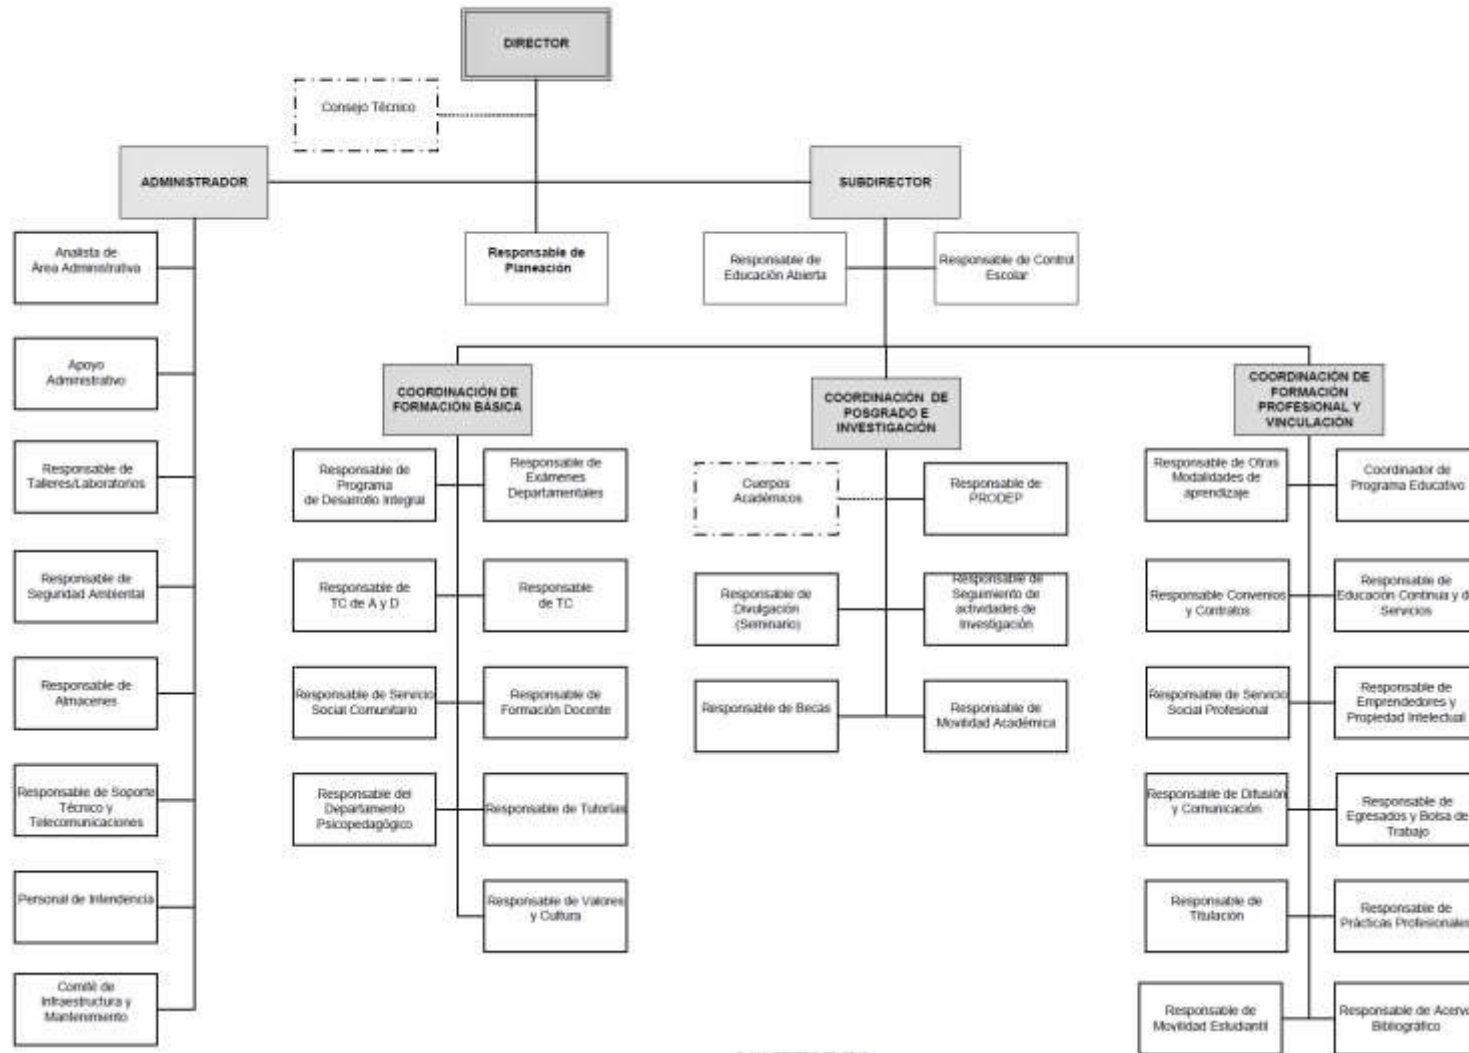 DIRECTOR
Consejo Técnico
ADMINISTRADOR
SUBDIRECTOR
Analista de
Área Administrativa
Responsable de
Planeación
Responsable de
Educación Abierta
Responsable de Control
Escolar
Apoyo
Administrativo
COORDINACIÓN DE
FORMACIÓN BÁSICA
COORDINACIÓN DE
POSGRADO E
INVESTIGACIÓN
COORDINACIÓN DE
FORMACIÓN
PROFESIONAL Y
VINCULACIÓN
Responsable de
Talleres/Laboratorios
Responsable de
Programa
de Desarrollo Integral
Responsable de
Exámenes
Departamentales
Cuerpos
Académicos
Responsable de
PRODEP
Responsable de Otras
Modalidades de
aprendizaje
Coordinador de
Programa Educativo
Responsable de
Seguridad Ambiental
Responsable de
TC de A y D
Responsable
de TC
Responsable de
Divulgación
(Seminario)
Responsable de
Seguimiento de
actividades de
Investigación
Responsable Convenios
y Contratos
Responsable de
Educación Continua y d
Servicios
Responsable de
Almacenes
Responsable de Servicio
Social Comunitario
Responsable de
Formación Docente
Responsable de Becas
Responsable de
Movilidad Académica
Responsable de Servicio
Social Profesional
Responsable de
Emprendedores y
Propiedad Intelectual
Responsable de Soporte
Técnico y
Telecomunicaciones
Responsable del
Departamento
Psicopedagógico
Responsable de Tutorías
Responsable de Difusión
y Comunicación
Responsable de
Egresados y Bolsa de
Trabajo
Personal de Intendencia
Responsable de Valores
y Cultura
Responsable de
Titulación
Responsable de
Prácticas Profesionales
Comité de
Infraestructura y
Mantenimiento
Responsable de
Movilidad Estudiantil
Responsable de Acervo
Bibliográfico